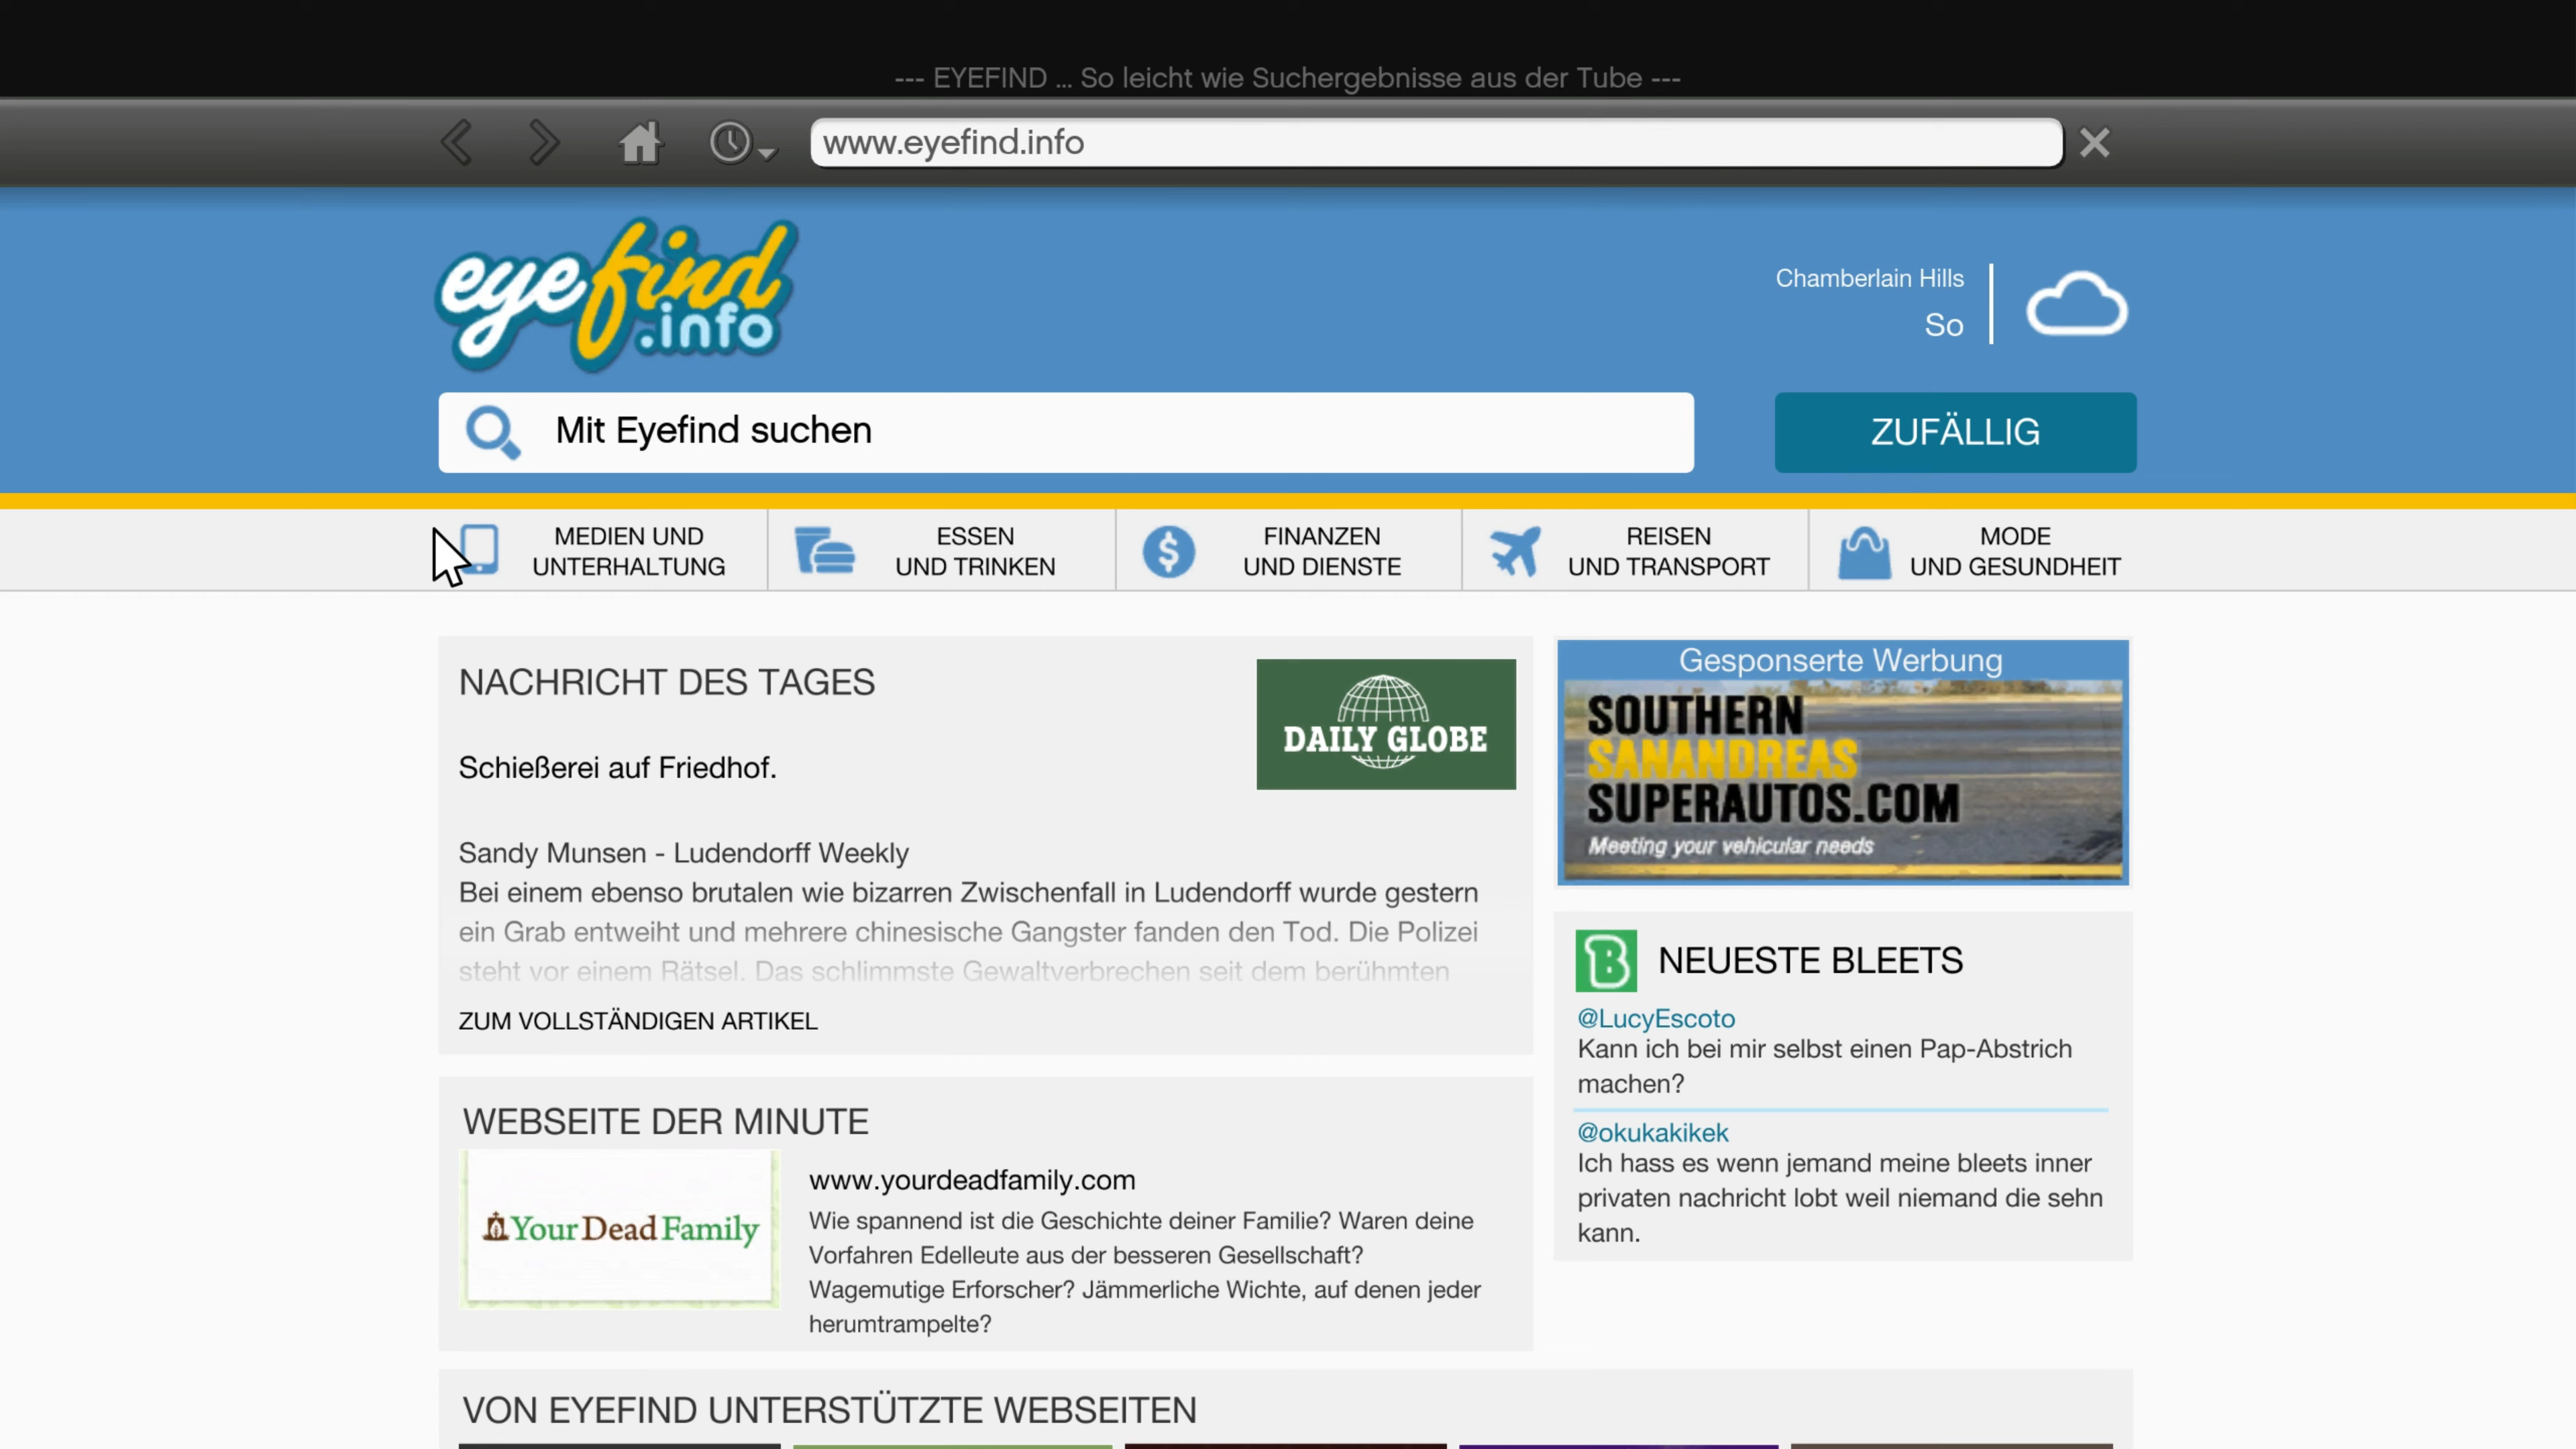 --- EYEFIND ... So leicht wie Suchergebnisse aus der Tube ---
www.eyefind.info
eyefind
.info
Chamberlain Hills
So
Mit Eyefind suchen
ZUFÄLLIG
MEDIEN UND
UNTERHALTUNG
ESSEN
UND TRINKEN
FINANZEN
UND DIENSTE
REISEN
UND TRANSPORT
MODE
UND GESUNDHEIT
NACHRICHT DES TAGES
DAILY GLOBE
Schießerei auf Friedhof.
Sandy Munsen - Ludendorff Weekly
Bei einem ebenso brutalen wie bizarren Zwischenfall in Ludendorff wurde gestern
ein Grab entweiht und mehrere chinesische Gangster fanden den Tod. Die Polizei
steht vor einem Rätsel. Das schlimmste Gewaltverbrechen seit dem berühmten
ZUM VOLLSTÄNDIGEN ARTIKEL
Gesponserte Werbung
SOUTHERN
SANANDREAS
SUPERAUTOS.COM
Meeting your vehicular needs
B NEUESTE BLEETS
@LucyEscoto
Kann ich bei mir selbst einen Pap-Abstrich
machen?
@okukakikek
Ich hass es wenn jemand meine bleets inner
privaten nachricht lobt weil niemand die sehn
kann.
WEBSEITE DER MINUTE
Your Dead Family
www.yourdeadfamily.com
Wie spannend ist die Geschichte deiner Familie? Waren deine
Vorfahren Edelleute aus der besseren Gesellschaft?
Wagemutige Erforscher? Jämmerliche Wichte, auf denen jeder
herumtrampelte?
VON EYEFIND UNTERSTÜTZTE WEBSEITEN